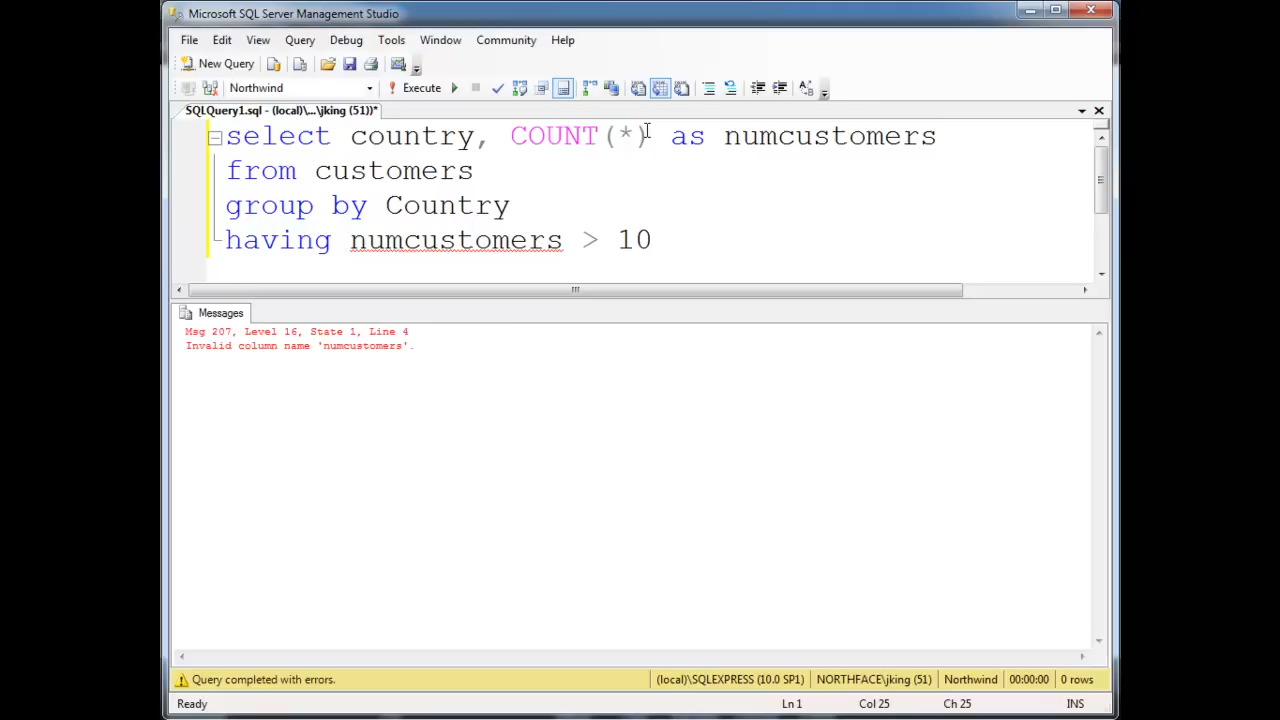 Microsoft SQL Server Management Studio
File Edit View Query Debug Tools Window Community Help
New Query
Northwind Execute
SQLQuery1.sql - (local)\...\jking (51))*
select country, COUNT(*) as numcustomers
from customers
group by Country
having numcustomers > 10
Messages
Msg 207, Level 16, State 1, Line 4
Invalid column name 'numcustomers'.
Query completed with errors. (local)\SQLEXPRESS (10.0 SP1) NORTHFACE\jking (51) Northwind 00:00:00 0 rows
Ready Ln 1 Col 25 Ch 25 INS